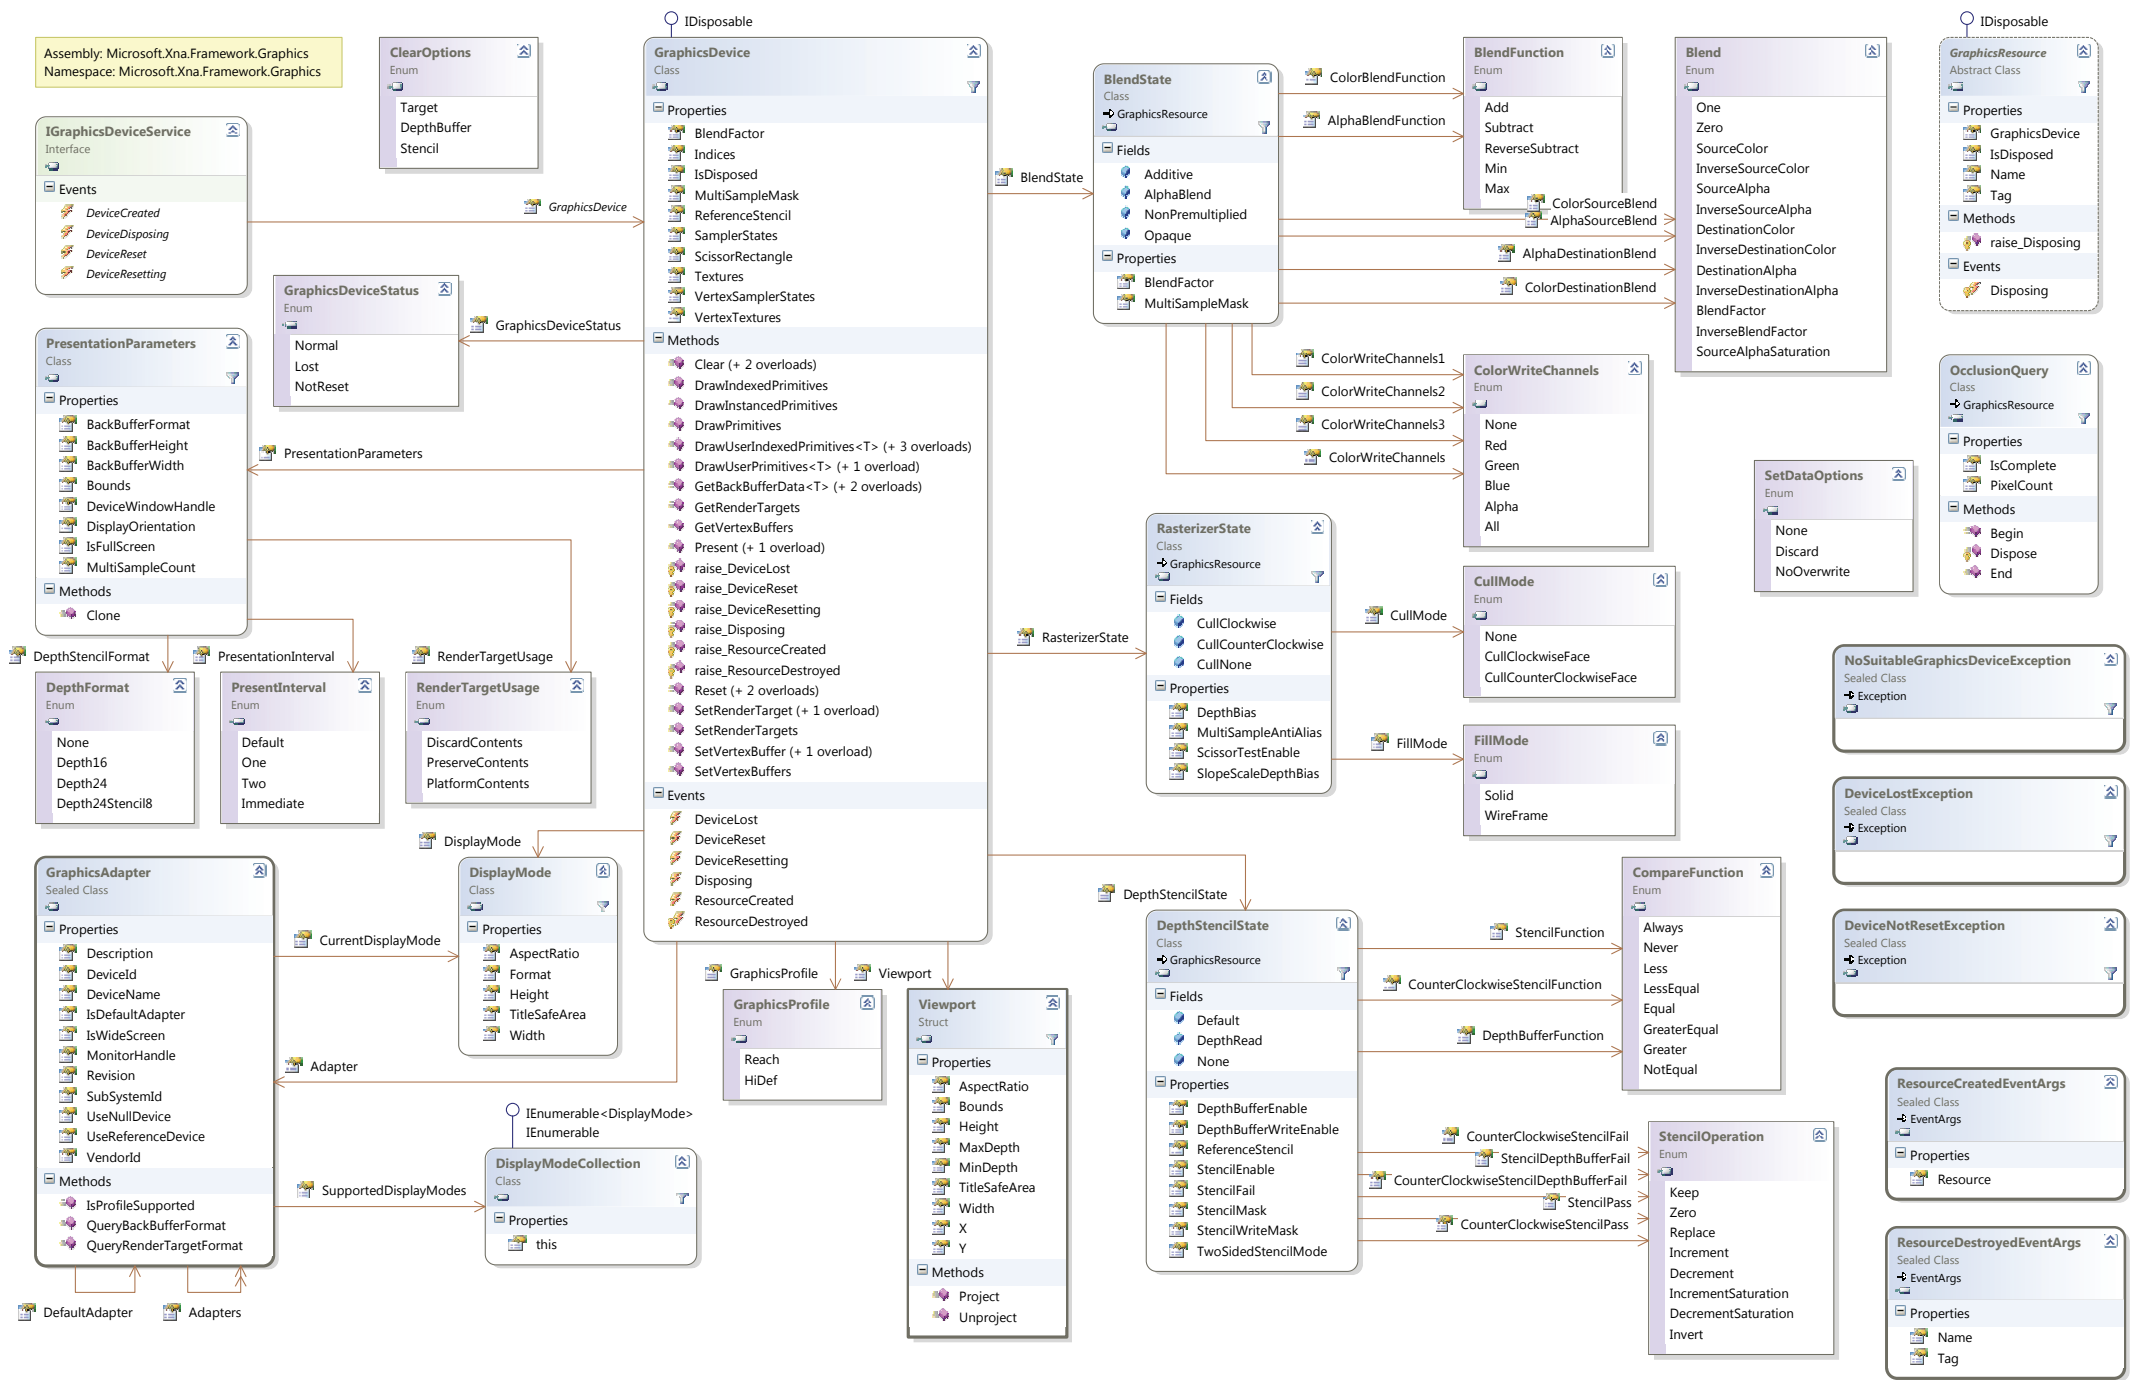 Assembly: Microsoft.Xna.Framework.Graphics
Namespace: Microsoft.Xna.Framework.Graphics
ClearOptions
Enum
Target
DepthBuffer
Stencil
IGraphicsDeviceService
Interface
Events
DeviceCreated
DeviceDisposing
DeviceReset
DeviceResetting
GraphicsDevice
GraphicsDeviceStatus
Enum
Normal
Lost
NotReset
GraphicsDeviceStatus
PresentationParameters
Class
Properties
BackBufferFormat
BackBufferHeight
BackBufferWidth
Bounds
DeviceWindowHandle
DisplayOrientation
IsFullScreen
MultiSampleCount
Methods
Clone
PresentationParameters
DepthStencilFormat
PresentationInterval
RenderTargetUsage
DepthFormat
Enum
None
Depth16
Depth24
Depth24Stencil8
PresentInterval
Enum
Default
One
Two
Immediate
RenderTargetUsage
Enum
DiscardContents
PreserveContents
PlatformContents
DisplayMode
GraphicsAdapter
Sealed Class
Properties
Description
DeviceId
DeviceName
IsDefaultAdapter
IsWideScreen
MonitorHandle
Revision
SubSystemId
UseNullDevice
UseReferenceDevice
VendorId
Methods
IsProfileSupported
QueryBackBufferFormat
QueryRenderTargetFormat
DefaultAdapter
Adapters
CurrentDisplayMode
DisplayMode
Class
Properties
AspectRatio
Format
Height
TitleSafeArea
Width
Adapter
IEnumerable<DisplayMode>
IEnumerable
SupportedDisplayModes
DisplayModeCollection
Class
Properties
this
IDisposable
GraphicsDevice
Class
Properties
BlendFactor
Indices
IsDisposed
MultiSampleMask
ReferenceStencil
SamplerStates
ScissorRectangle
Textures
VertexSamplerStates
VertexTextures
Methods
Clear (+ 2 overloads)
DrawIndexedPrimitives
DrawInstancedPrimitives
DrawPrimitives
DrawUserIndexedPrimitives<T> (+ 3 overloads)
DrawUserPrimitives<T> (+ 1 overload)
GetBackBufferData<T> (+ 2 overloads)
GetRenderTargets
GetVertexBuffers
Present (+ 1 overload)
raise_DeviceLost
raise_DeviceReset
raise_DeviceResetting
raise_Disposing
raise_ResourceCreated
raise_ResourceDestroyed
Reset (+ 2 overloads)
SetRenderTarget (+ 1 overload)
SetRenderTargets
SetVertexBuffer (+ 1 overload)
SetVertexBuffers
Events
DeviceLost
DeviceReset
DeviceResetting
Disposing
ResourceCreated
ResourceDestroyed
GraphicsProfile
Viewport
GraphicsProfile
Enum
Reach
HiDef
Viewport
Struct
Properties
AspectRatio
Bounds
Height
MaxDepth
MinDepth
TitleSafeArea
Width
X
Y
Methods
Project
Unproject
BlendState
BlendState
Class
GraphicsResource
Fields
Additive
AlphaBlend
NonPremultiplied
Opaque
Properties
BlendFactor
MultiSampleMask
ColorBlendFunction
AlphaBlendFunction
BlendFunction
Enum
Add
Subtract
ReverseSubtract
Min
Max
ColorSourceBlend
AlphaSourceBlend
AlphaDestinationBlend
ColorDestinationBlend
Blend
Enum
One
Zero
SourceColor
InverseSourceColor
SourceAlpha
InverseSourceAlpha
DestinationColor
InverseDestinationColor
DestinationAlpha
InverseDestinationAlpha
BlendFactor
InverseBlendFactor
SourceAlphaSaturation
ColorWriteChannels1
ColorWriteChannels2
ColorWriteChannels3
ColorWriteChannels
ColorWriteChannels
Enum
None
Red
Green
Blue
Alpha
All
RasterizerState
RasterizerState
Class
GraphicsResource
Fields
CullClockwise
CullCounterClockwise
CullNone
Properties
DepthBias
MultiSampleAntiAlias
ScissorTestEnable
SlopeScaleDepthBias
CullMode
CullMode
Enum
None
CullClockwiseFace
CullCounterClockwiseFace
FillMode
FillMode
Enum
Solid
WireFrame
DepthStencilState
DepthStencilState
Class
GraphicsResource
Fields
Default
DepthRead
None
Properties
DepthBufferEnable
DepthBufferWriteEnable
ReferenceStencil
StencilEnable
StencilFail
StencilMask
StencilWriteMask
TwoSidedStencilMode
StencilFunction
CounterClockwiseStencilFunction
DepthBufferFunction
CompareFunction
Enum
Always
Never
Less
LessEqual
Equal
GreaterEqual
Greater
NotEqual
CounterClockwiseStencilFail
StencilDepthBufferFail
CounterClockwiseStencilDepthBufferFail
StencilPass
CounterClockwiseStencilPass
StencilOperation
Enum
Keep
Zero
Replace
Increment
Decrement
IncrementSaturation
DecrementSaturation
Invert
IDisposable
GraphicsResource
Abstract Class
Properties
GraphicsDevice
IsDisposed
Name
Tag
Methods
raise_Disposing
Events
Disposing
OcclusionQuery
Class
GraphicsResource
Properties
IsComplete
PixelCount
Methods
Begin
Dispose
End
SetDataOptions
Enum
None
Discard
NoOverwrite
NoSuitableGraphicsDeviceException
Sealed Class
Exception
DeviceLostException
Sealed Class
Exception
DeviceNotResetException
Sealed Class
Exception
ResourceCreatedEventArgs
Sealed Class
EventArgs
Properties
Resource
ResourceDestroyedEventArgs
Sealed Class
EventArgs
Properties
Name
Tag